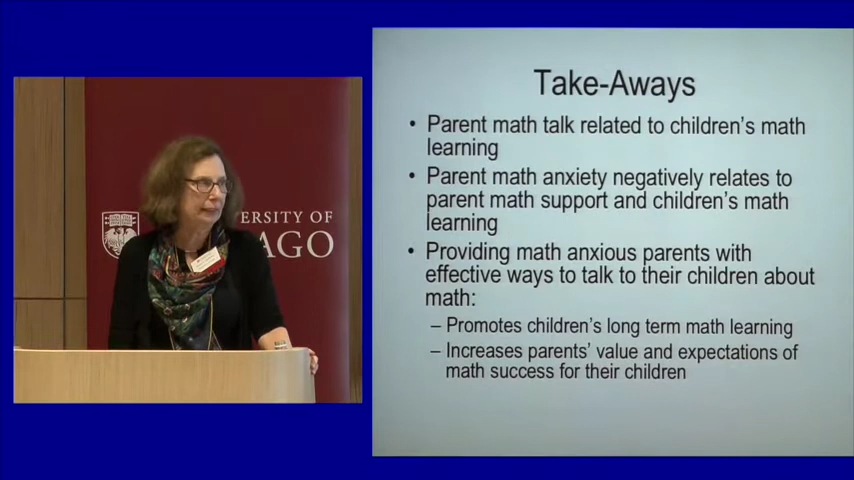 ERSITY OF
AGO
Take-Aways
• Parent math talk related to children's math
learning
• Parent math anxiety negatively relates to
parent math support and children's math
learning
• Providing math anxious parents with
effective ways to talk to their children about
math:
– Promotes children's long term math learning
– Increases parents' value and expectations of
math success for their children